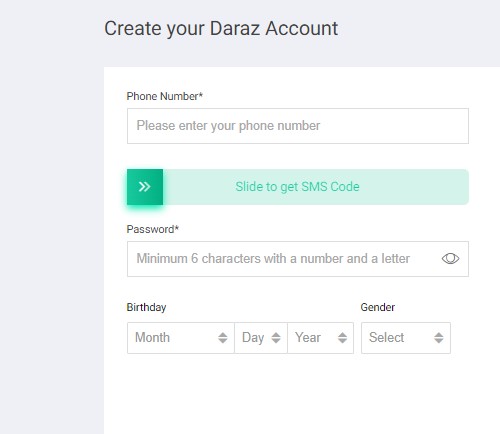 Create your Daraz Account
Phone Number*
Please enter your phone number
Slide to get SMS Code
Password*
Minimum 6 characters with a number and a letter
Birthday Gender
Month Day Year Select